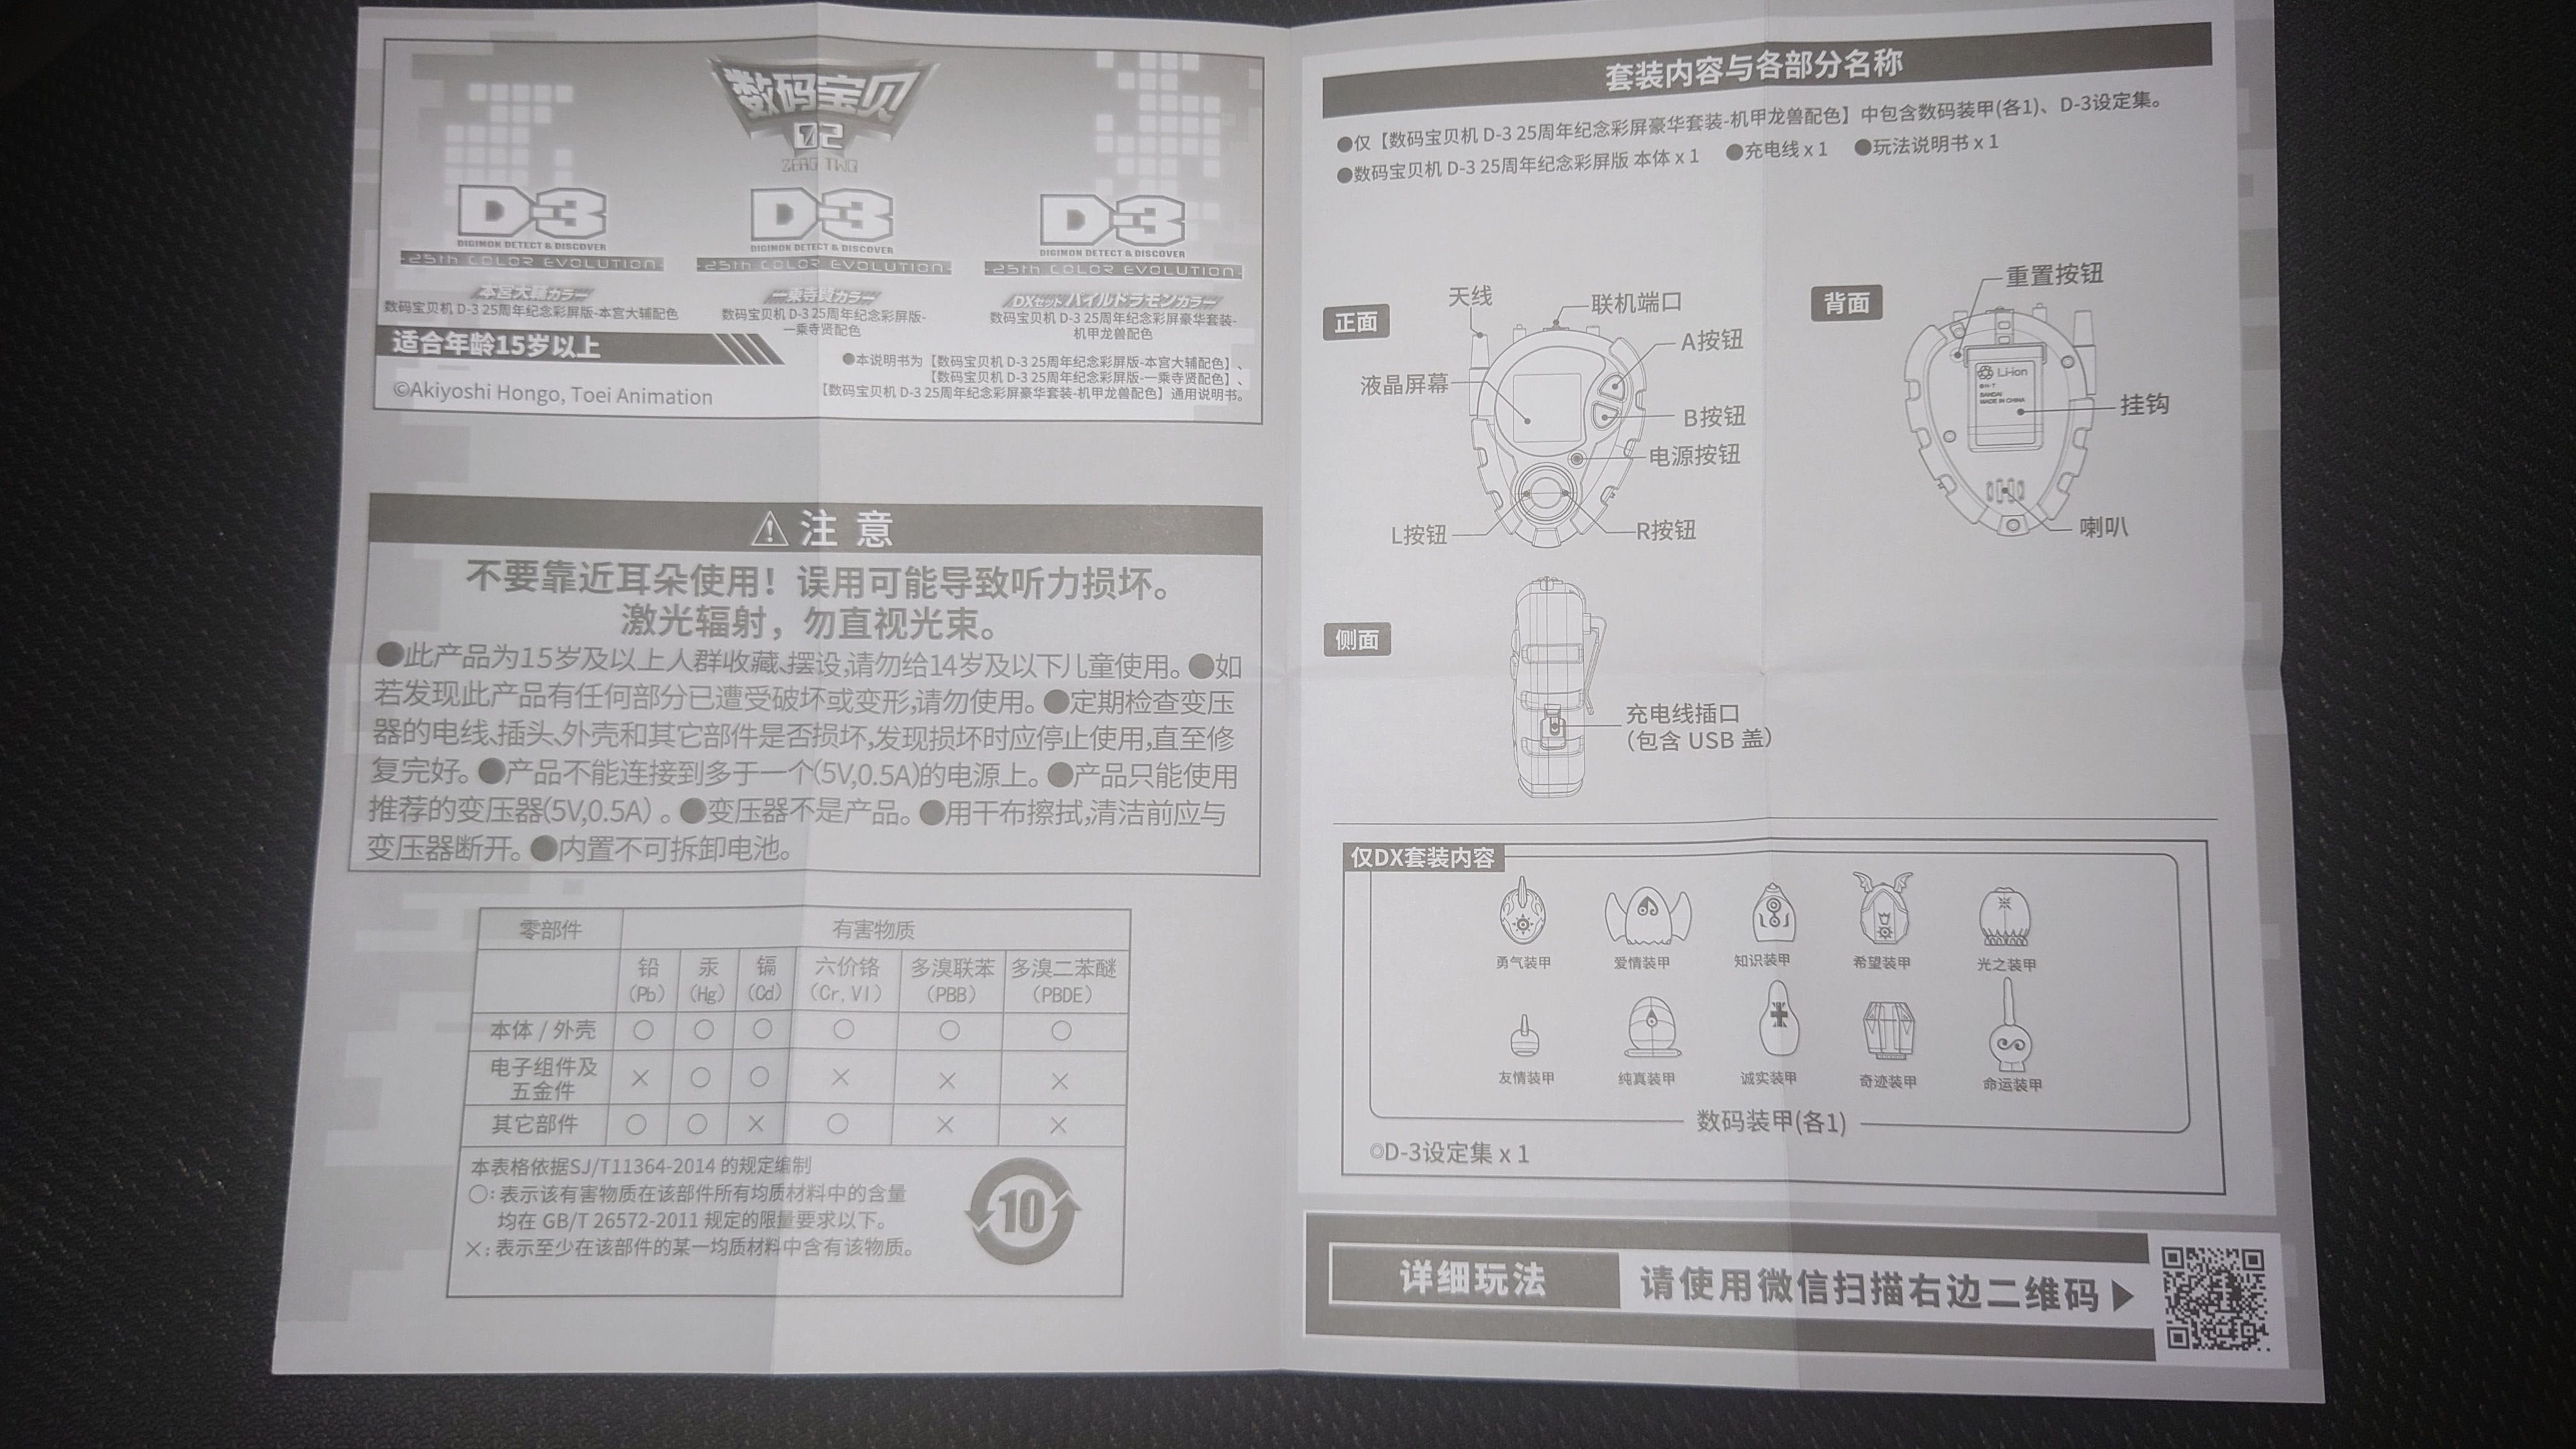 数码宝贝
02
ZERO TWO
D-3
DIGIMON DETECT & DISCOVER
25th COLOR EVOLUTION
本宮大輔カラー
数码宝贝机 D-3 25周年纪念彩屏版-本宫大辅配色
D-3
DIGIMON DETECT & DISCOVER
25th COLOR EVOLUTION
一乗寺賢カラー
数码宝贝机 D-3 25周年纪念彩屏版-
一乘寺贤配色
D-3
DIGIMON DETECT & DISCOVER
25th COLOR EVOLUTION
DXセット パイルドラモンカラー
数码宝贝机 D-3 25周年纪念彩屏豪华套装-
机甲龙兽配色
适合年龄15岁以上
©Akiyoshi Hongo, Toei Animation
●本说明书为【数码宝贝机 D-3 25周年纪念彩屏版-本宫大辅配色】、
【数码宝贝机 D-3 25周年纪念彩屏版-一乘寺贤配色】、
【数码宝贝机 D-3 25周年纪念彩屏豪华套装-机甲龙兽配色】通用说明书。
⚠ 注意
不要靠近耳朵使用！误用可能导致听力损坏。
激光辐射，勿直视光束。
●此产品为15岁及以上人群收藏、摆设,请勿给14岁及以下儿童使用。●如
若发现此产品有任何部分已遭受破坏或变形,请勿使用。●定期检查变压
器的电线、插头、外壳和其它部件是否损坏,发现损坏时应停止使用,直至修
复完好。●产品不能连接到多于一个(5V,0.5A)的电源上。●产品只能使用
推荐的变压器(5V,0.5A) 。●变压器不是产品。●用干布擦拭,清洁前应与
变压器断开。●内置不可拆卸电池。
零部件 有害物质
铅 汞 镉 六价铬 多溴联苯 多溴二苯醚
(Pb) (Hg) (Cd) (Cr,VI) (PBB) (PBDE)
本体 / 外壳 ○ ○ ○ ○ ○ ○
电子组件及
五金件 × ○ ○ × × ×
其它部件 ○ ○ × ○ × ×
本表格依据SJ/T11364-2014 的规定编制
○：表示该有害物质在该部件所有均质材料中的含量
均在 GB/T 26572-2011 规定的限量要求以下。
×：表示至少在该部件的某一均质材料中含有该物质。
10
套装内容与各部分名称
●仅【数码宝贝机 D-3 25周年纪念彩屏豪华套装-机甲龙兽配色】中包含数码装甲(各1)、D-3设定集。
●数码宝贝机 D-3 25周年纪念彩屏版 本体 x 1 ●充电线 x 1 ●玩法说明书 x 1
正面
天线
联机端口
A按钮
液晶屏幕
B按钮
电源按钮
L按钮
R按钮
背面
重置按钮
Li-ion
BANDAI
MADE IN CHINA
挂钩
喇叭
侧面
充电线插口
（包含 USB 盖）
仅DX套装内容
勇气装甲 爱情装甲 知识装甲 希望装甲 光之装甲
友情装甲 纯真装甲 诚实装甲 奇迹装甲 命运装甲
数码装甲(各1)
◎D-3设定集 x 1
详细玩法 请使用微信扫描右边二维码▶